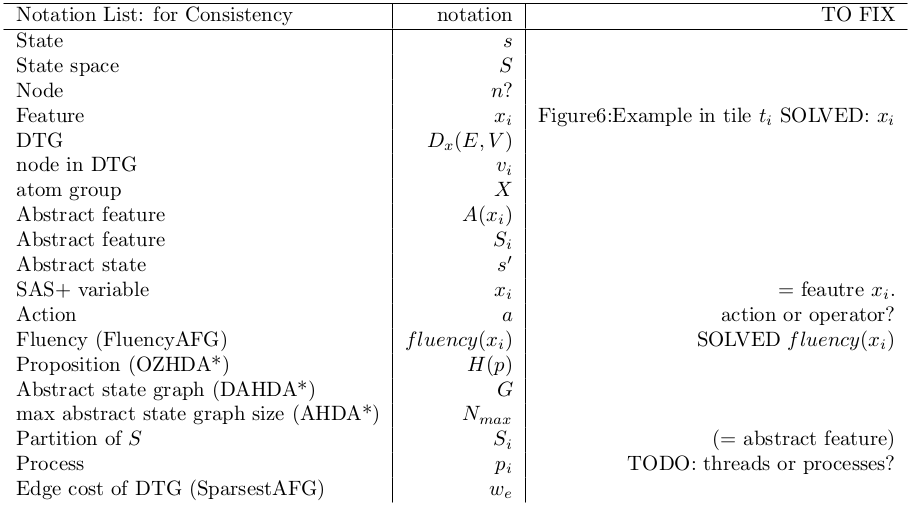 Notation List: for Consistency notation TO FIX
State s
State space S
Node n?
Feature x_i Figure6:Example in tile t_i SOLVED: x_i
DTG D_x(E, V)
node in DTG v_i
atom group X
Abstract feature A(x_i)
Abstract feature S_i
Abstract state s′
SAS+ variable x_i = feautre x_i.
Action a action or operator?
Fluency (FluencyAFG) fluency(x_i) SOLVED fluency(x_i)
Proposition (OZHDA*) H(p)
Abstract state graph (DAHDA*) G
max abstract state graph size (AHDA*) N_max
Partition of S S_i (= abstract feature)
Process p_i TODO: threads or processes?
Edge cost of DTG (SparsestAFG) w_e